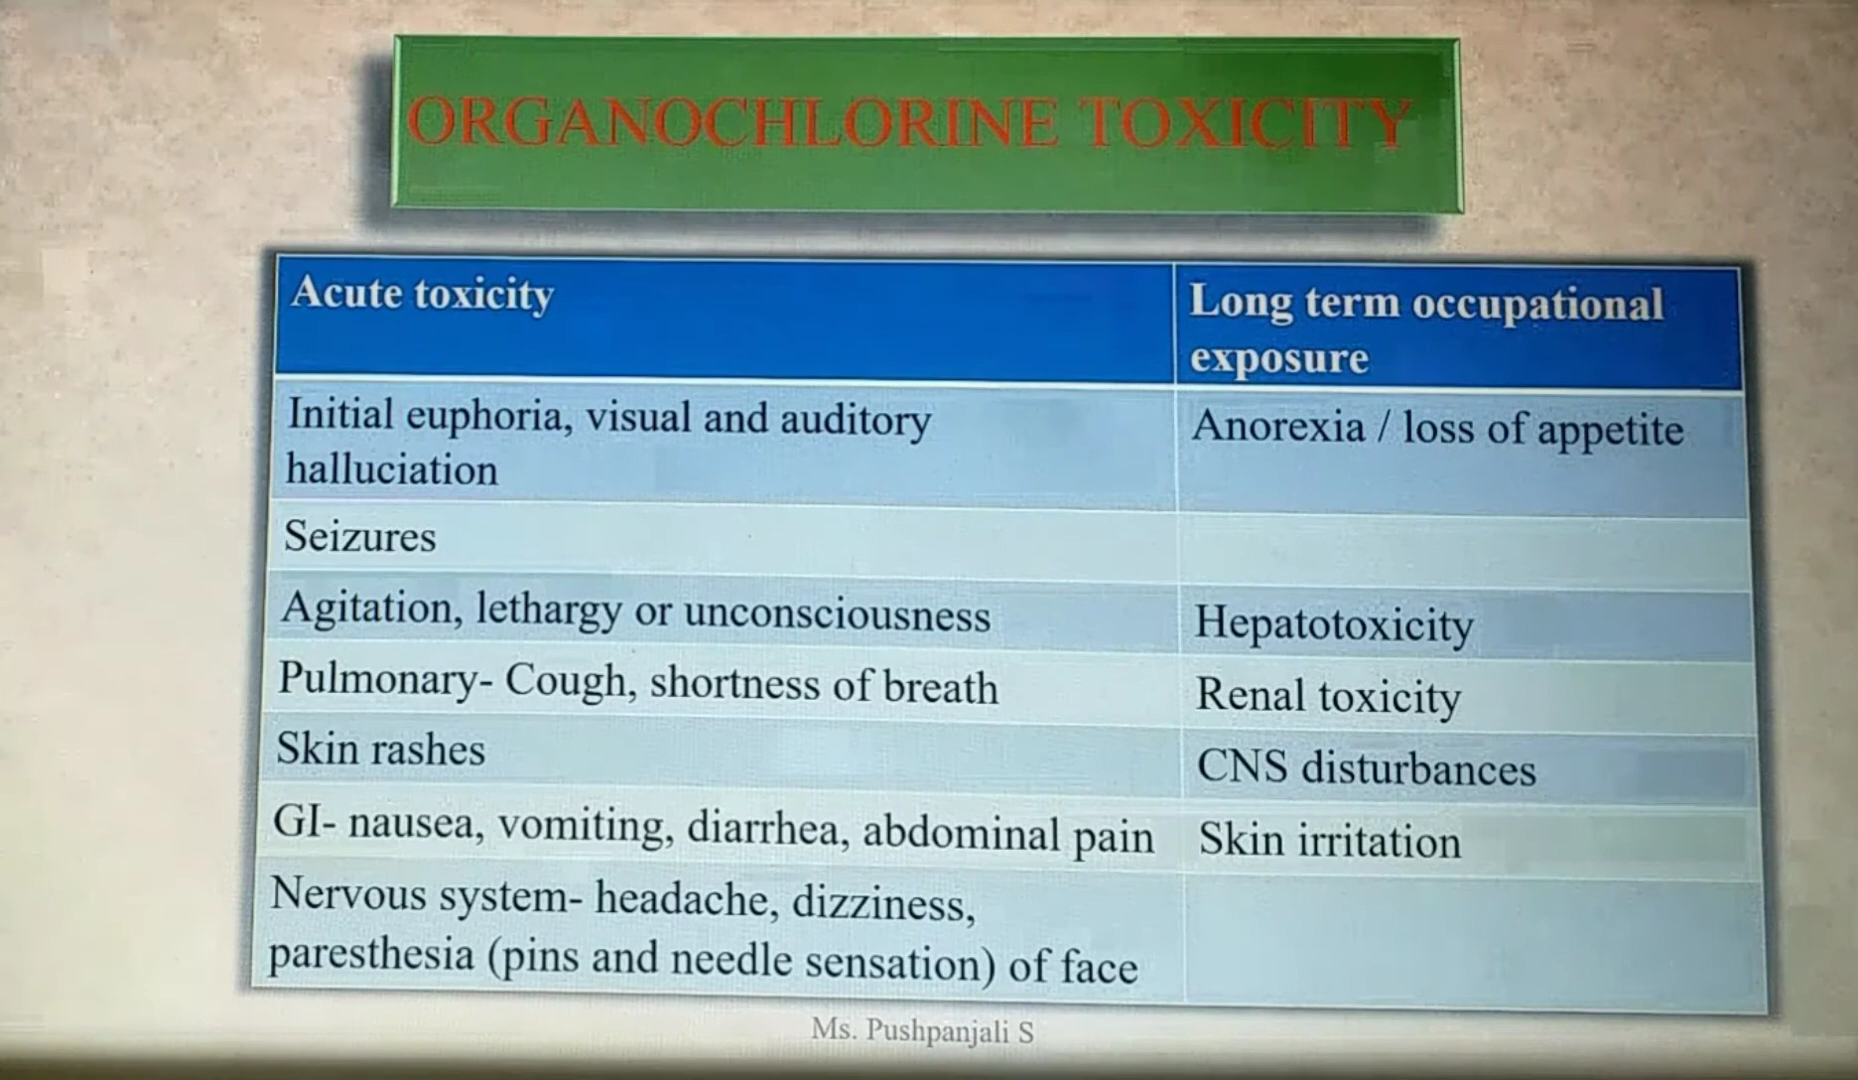 ORGANOCHLORINE TOXICITY
Acute toxicity
Long term occupational
exposure
Initial euphoria, visual and auditory
halluciation
Anorexia / loss of appetite
Seizures
Agitation, lethargy or unconsciousness
Hepatotoxicity
Pulmonary- Cough, shortness of breath
Renal toxicity
Skin rashes
CNS disturbances
GI- nausea, vomiting, diarrhea, abdominal pain
Skin irritation
Nervous system- headache, dizziness,
paresthesia (pins and needle sensation) of face
Ms. Pushpanjali S